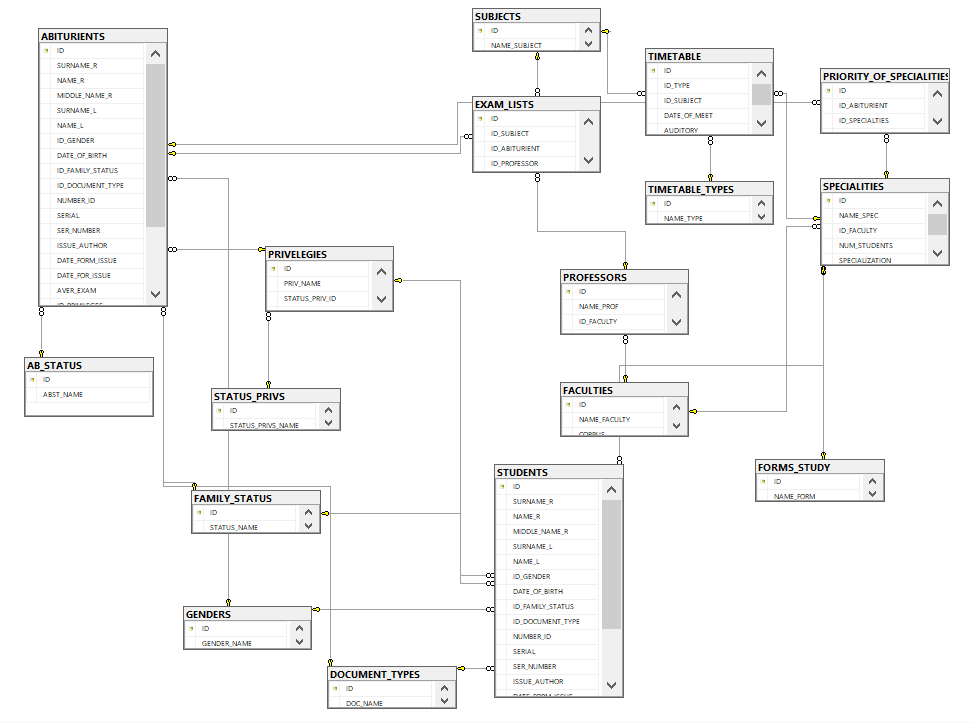 ABITURIENTS
ID
SURNAME_R
NAME_R
MIDDLE_NAME_R
SURNAME_L
NAME_L
ID_GENDER
DATE_OF_BIRTH
ID_FAMILY_STATUS
ID_DOCUMENT_TYPE
NUMBER_ID
SERIAL
SER_NUMBER
ISSUE_AUTHOR
DATE_FORM_ISSUE
DATE_FOR_ISSUE
AVER_EXAM
ID_PRIVILEGES
SUBJECTS
ID
NAME_SUBJECT
EXAM_LISTS
ID
ID_SUBJECT
ID_ABITURIENT
ID_PROFESSOR
TIMETABLE
ID
ID_TYPE
ID_SUBJECT
DATE_OF_MEET
AUDITORY
PRIORITY_OF_SPECIALITIES
ID
ID_ABITURIENT
ID_SPECIALTIES
TIMETABLE_TYPES
ID
NAME_TYPE
SPECIALITIES
ID
NAME_SPEC
ID_FACULTY
NUM_STUDENTS
SPECIALIZATION
PRIVELEGIES
ID
PRIV_NAME
STATUS_PRIV_ID
PROFESSORS
ID
NAME_PROF
ID_FACULTY
AB_STATUS
ID
ABST_NAME
STATUS_PRIVS
ID
STATUS_PRIVS_NAME
FACULTIES
ID
NAME_FACULTY
CORPUS
FORMS_STUDY
ID
NAME_FORM
FAMILY_STATUS
ID
STATUS_NAME
STUDENTS
ID
SURNAME_R
NAME_R
MIDDLE_NAME_R
SURNAME_L
NAME_L
ID_GENDER
DATE_OF_BIRTH
ID_FAMILY_STATUS
ID_DOCUMENT_TYPE
NUMBER_ID
SERIAL
SER_NUMBER
ISSUE_AUTHOR
DATE_FORM_ISSUE
GENDERS
ID
GENDER_NAME
DOCUMENT_TYPES
ID
DOC_NAME